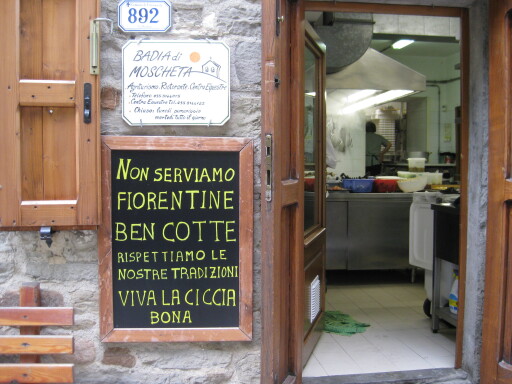 892
BADIA di
MOSCHETA
Agriturismo. Ristorante. Centro Equestre
NON SERVIAMO
FIORENTINE
BEN COTTE
RISPETTIAMO LE
NOSTRE TRADIZIONI
VIVA LA CICCIA
BONA